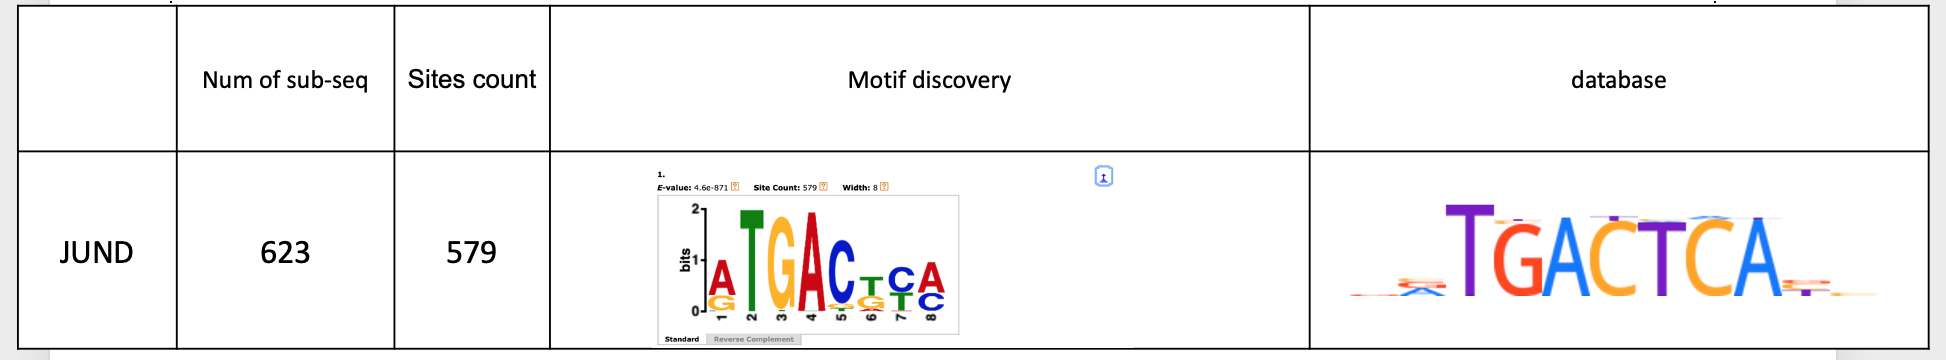 Num of sub-seq
Sites count
Motif discovery
database
JUND
623
579
1.
E-value: 4.6e-871 ? Site Count: 579 ? Width: 8 ?
↥
2
bits
1
0
ATGACTCA
GGTC
1 2 3 4 5 6 7 8
Standard Reverse Complement
TGACTCA